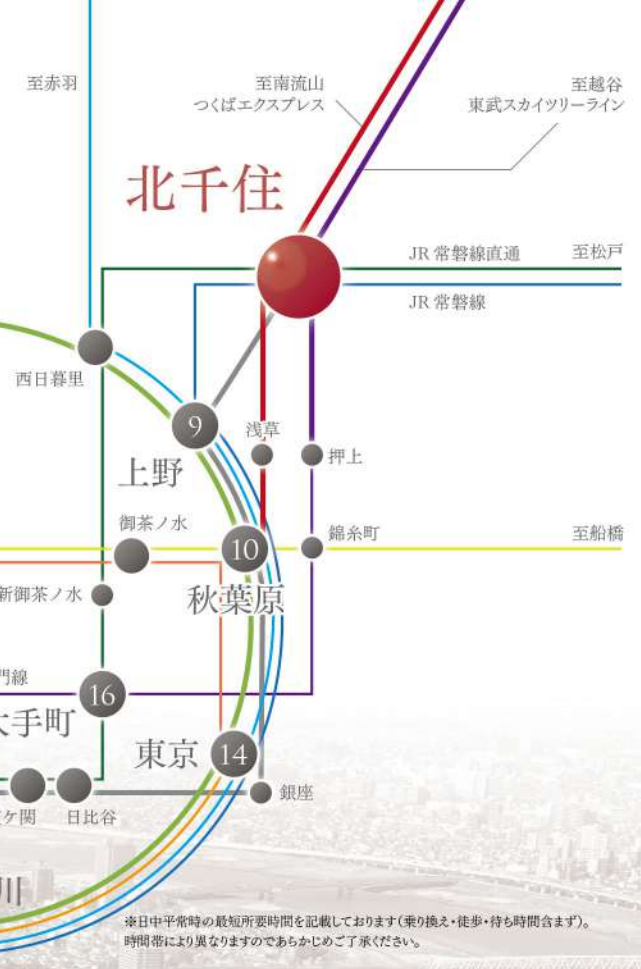 至赤羽
至南流山
つくばエクスプレス
至越谷
東武スカイツリーライン
北千住
JR 常磐線直通
至松戸
JR 常磐線
西日暮里
9
上野
浅草
押上
御茶ノ水
10
秋葉原
錦糸町
至船橋
新御茶ノ水
門線
16
大手町
東京
14
銀座
ケ関
日比谷
川
※日中平常時の最短所要時間を記載しております(乗り換え・徒歩・待ち時間含まず)。
時間帯により異なりますのであらかじめご了承ください。